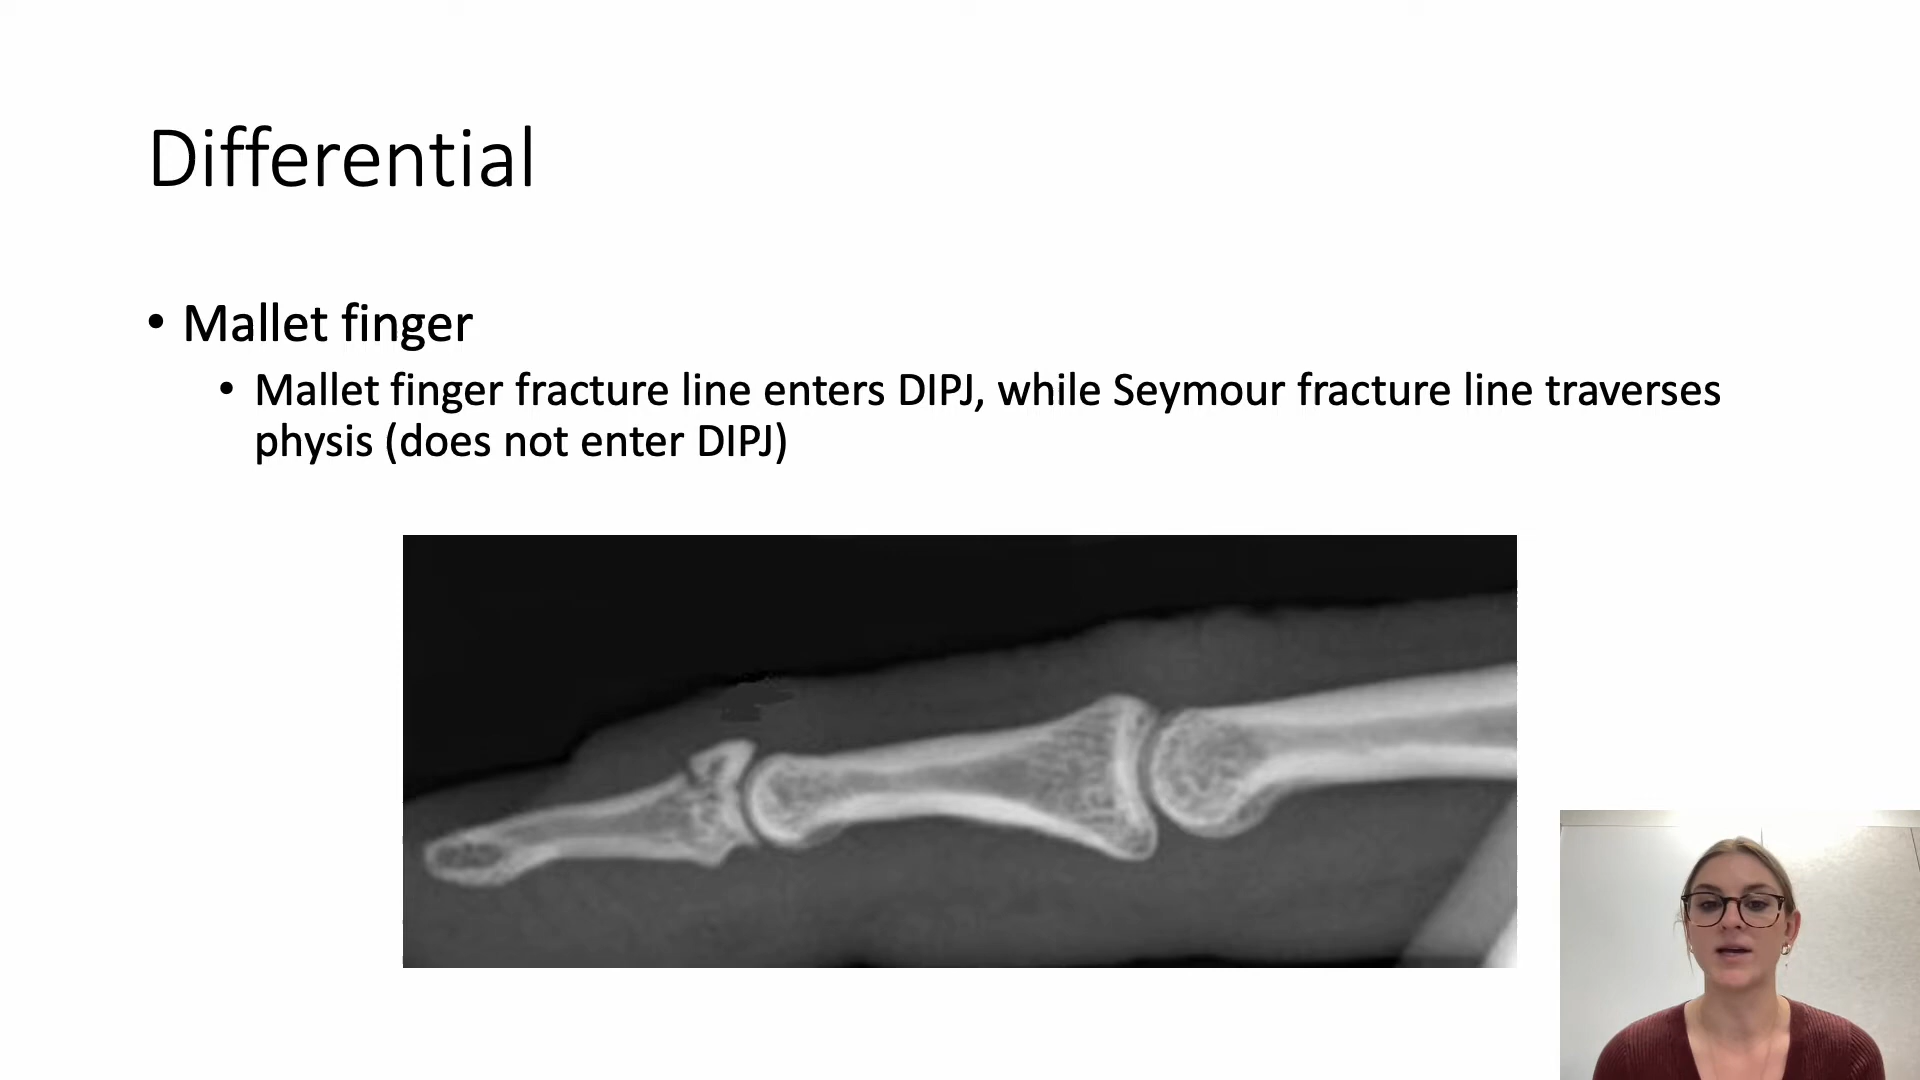 Differential
• Mallet finger
• Mallet finger fracture line enters DIPJ, while Seymour fracture line traverses
physis (does not enter DIPJ)